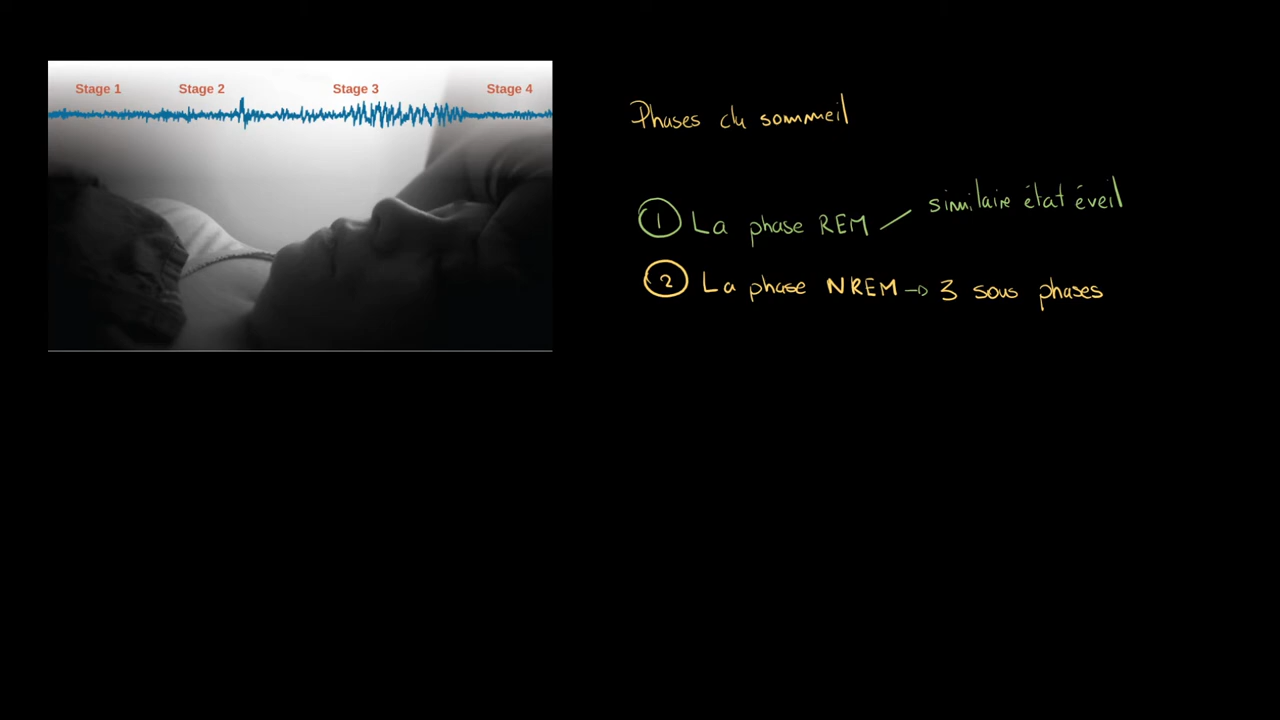 Stage 1 Stage 2 Stage 3 Stage 4
Phases du sommeil
1 La phase REM — similaire état éveil
2 La phase NREM → 3 sous phases